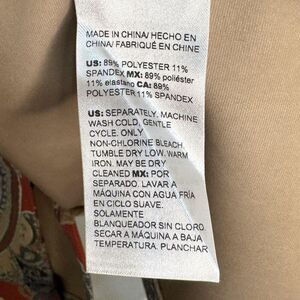 MADE IN CHINA/ HECHO EN
CHINA/ FABRIQUÉ EN CHINE
US: 89% POLYESTER 11%
SPANDEX MX: 89% poliéster
11% elastano CA: 89%
POLYESTER 11% SPANDEX
US: SEPARATELY. MACHINE
WASH COLD, GENTLE
CYCLE. ONLY
NON-CHLORINE BLEACH.
TUMBLE DRY LOW. WARM
IRON. MAY BE DRY
CLEANED MX: POR
SEPARADO. LAVAR A
MÁQUINA CON AGUA FRÍA
EN CICLO SUAVE.
SOLAMENTE
BLANQUEADOR SIN CLORO.
SECAR A MÁQUINA A BAJA
TEMPERATURA. PLANCHAR